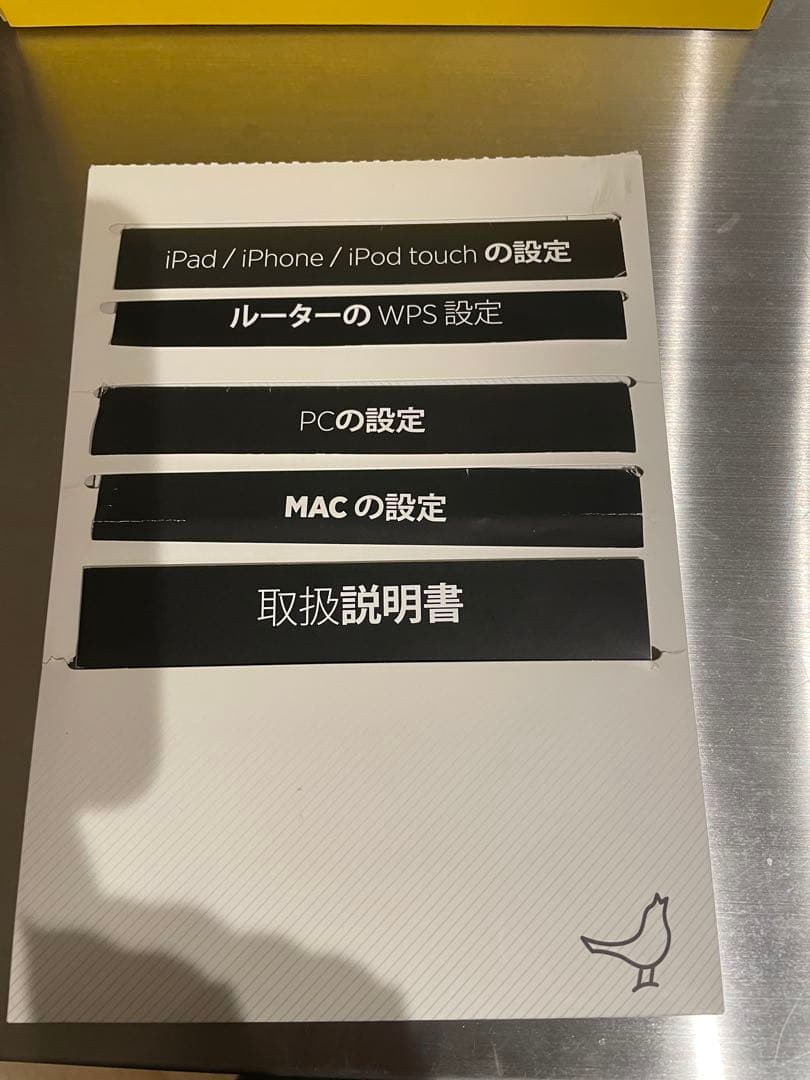 iPad / iPhone / iPod touch の設定
ルーターの WPS 設定
PCの設定
MAC の設定
取扱説明書